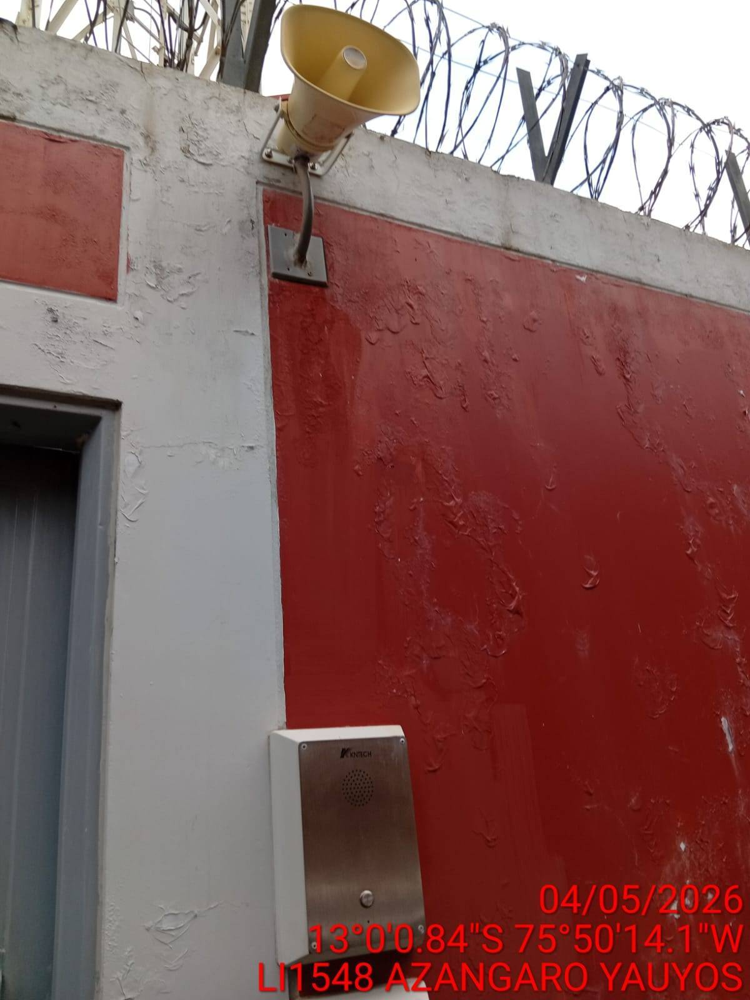 KNTECH
04/05/2026
13°0'0.84"S 75°50'14.1"W
LI1548 AZANGARO YAUYOS